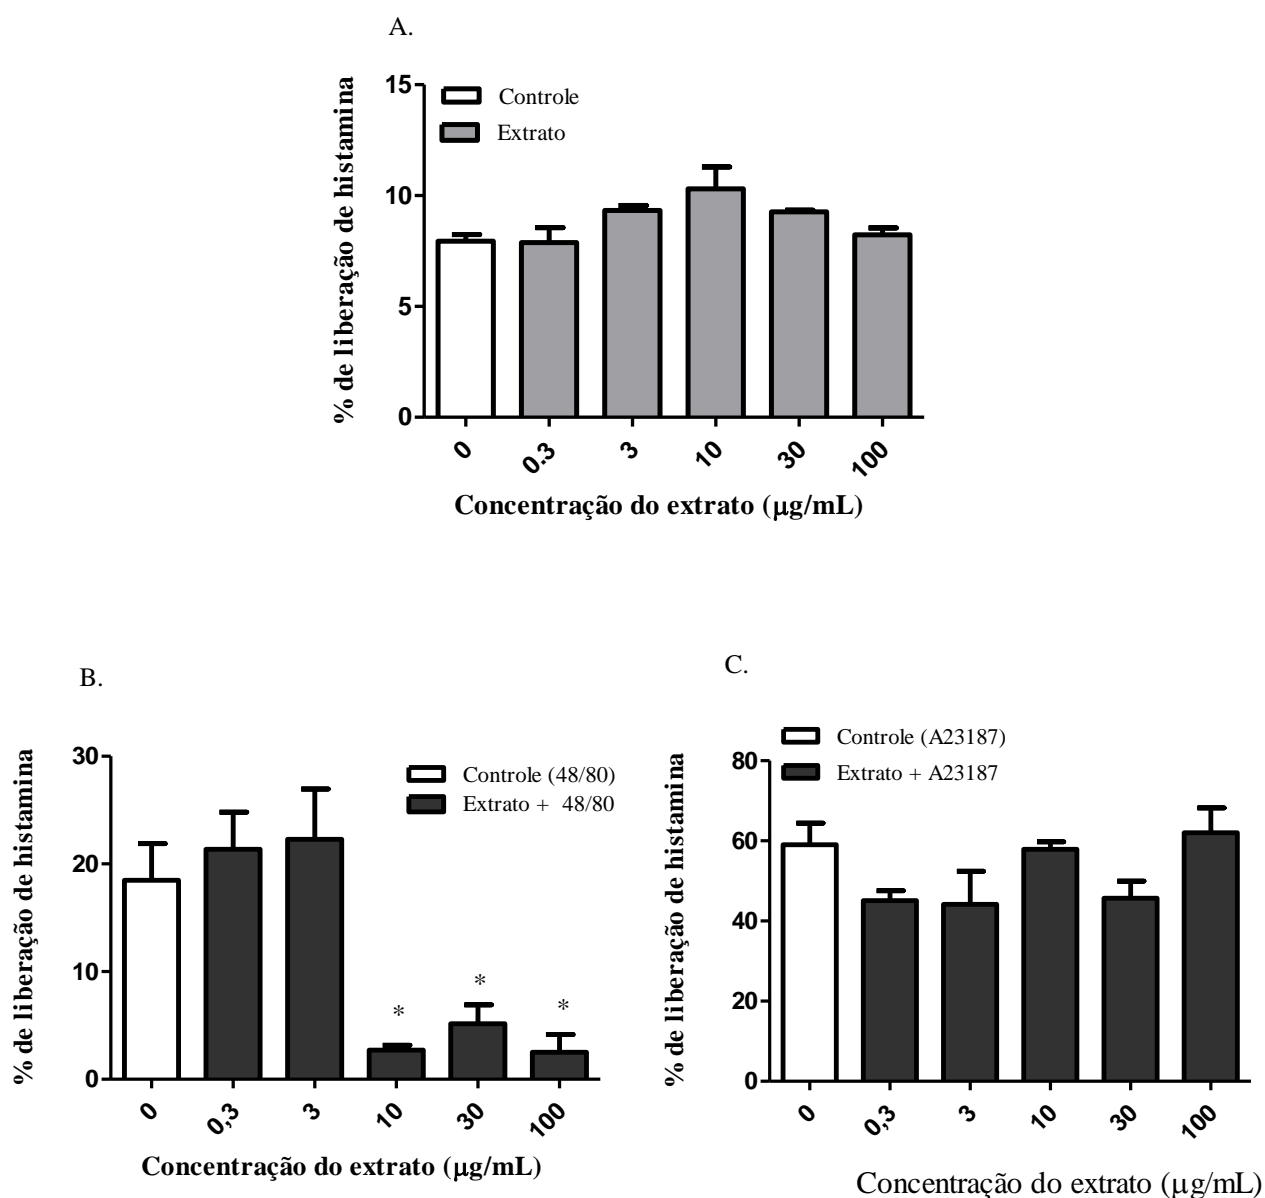 A.
% de liberação de histamina
15
10
5
0
Controle
Extrato
0
0.3
3
10
30
100
Concentração do extrato (µg/mL)
B.
% de liberação de histamina
30
20
10
0
Controle (48/80)
Extrato + 48/80
*
*
*
0
0,3
3
10
30
100
Concentração do extrato (µg/mL)
C.
% de liberação de histamina
80
60
40
20
0
Controle (A23187)
Extrato + A23187
0
0,3
3
10
30
100
Concentração do extrato (µg/mL)